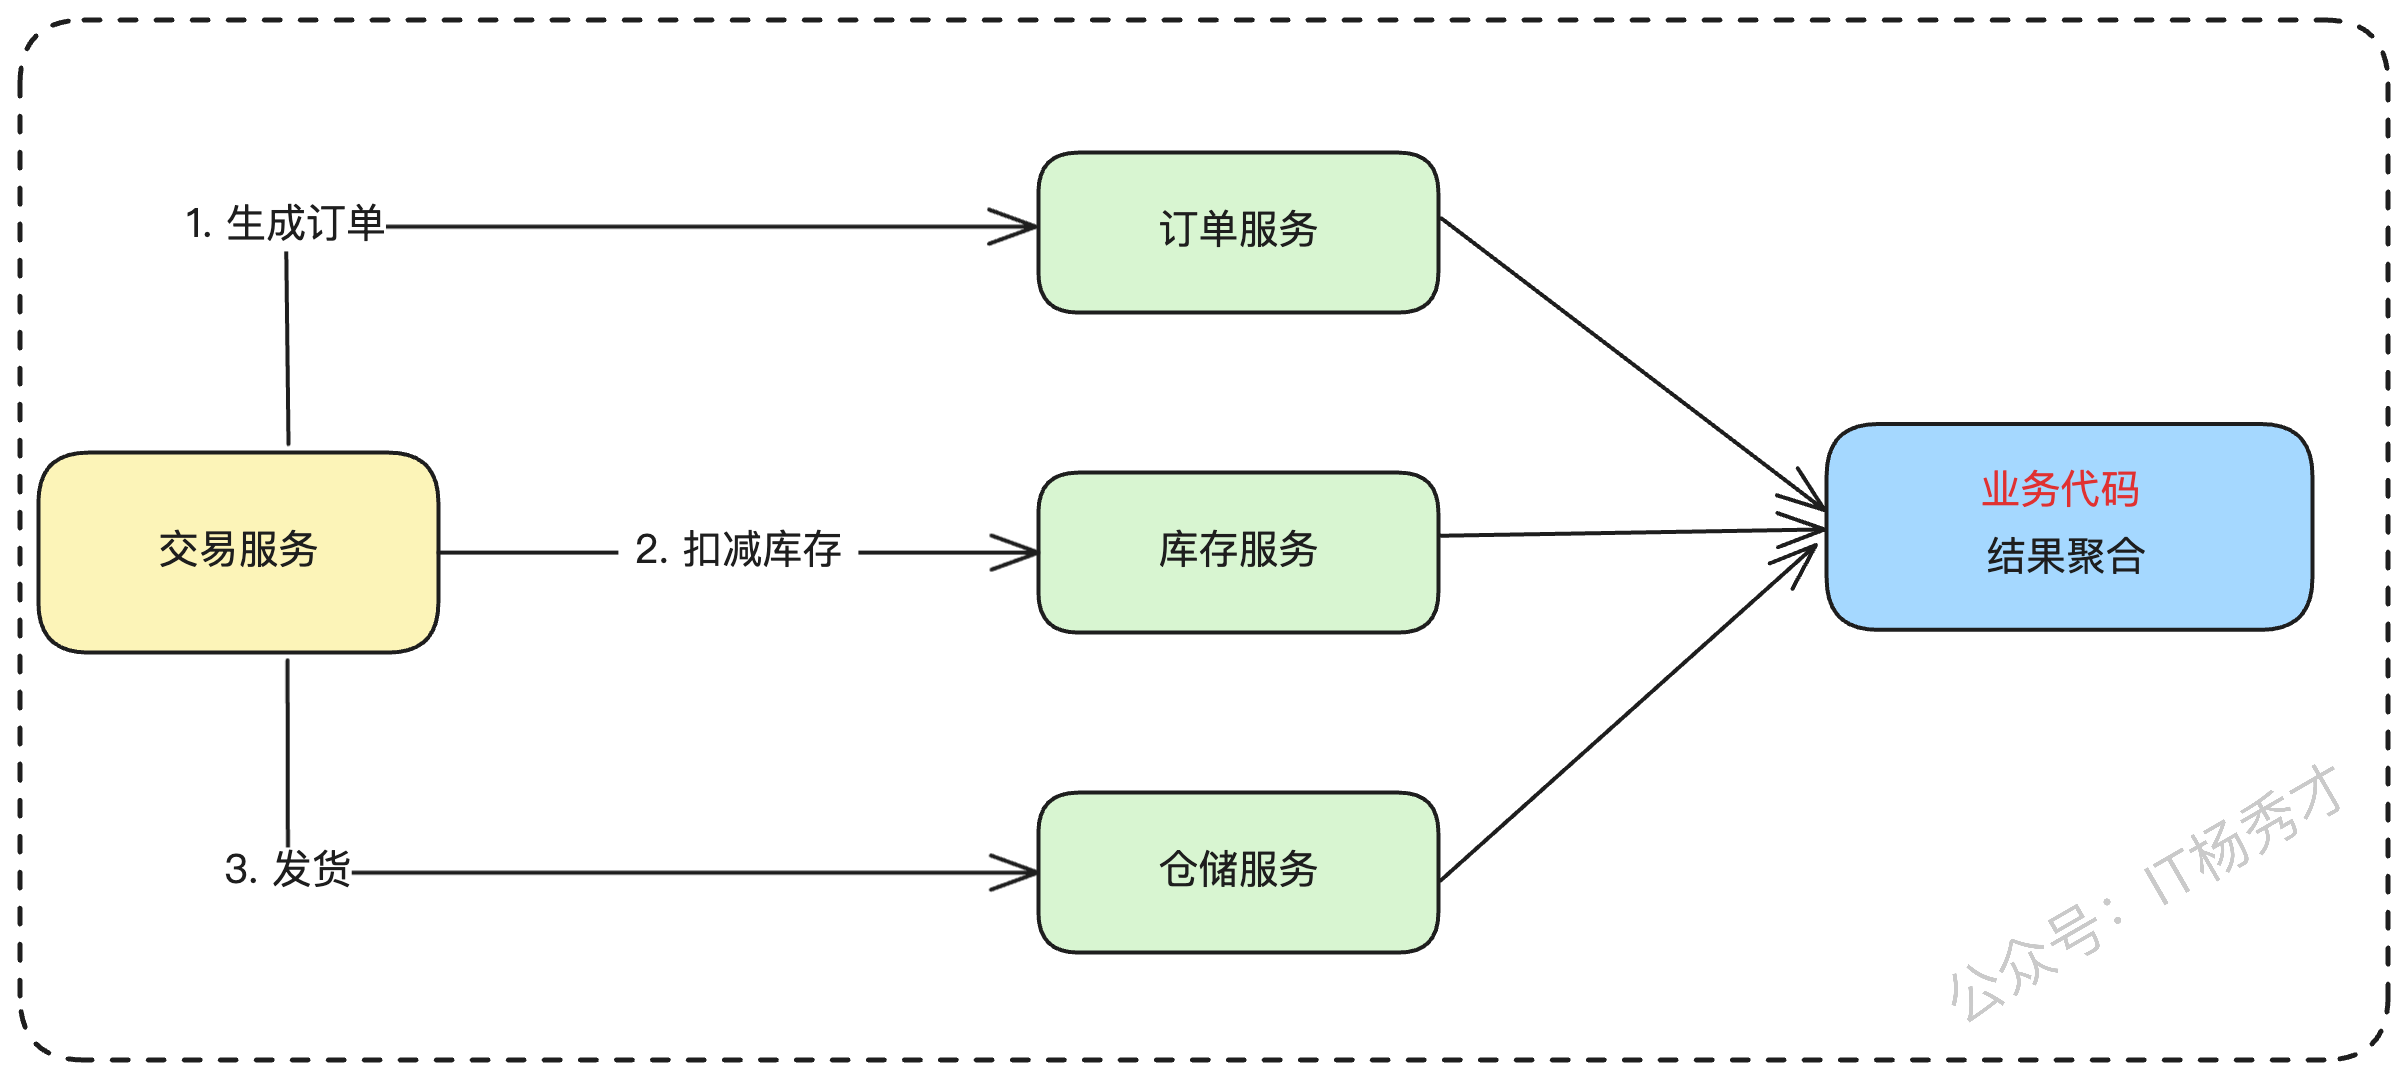 1. 生成订单
订单服务
交易服务
2. 扣减库存
库存服务
业务代码
结果聚合
3. 发货
仓储服务
公众号：IT杨秀才